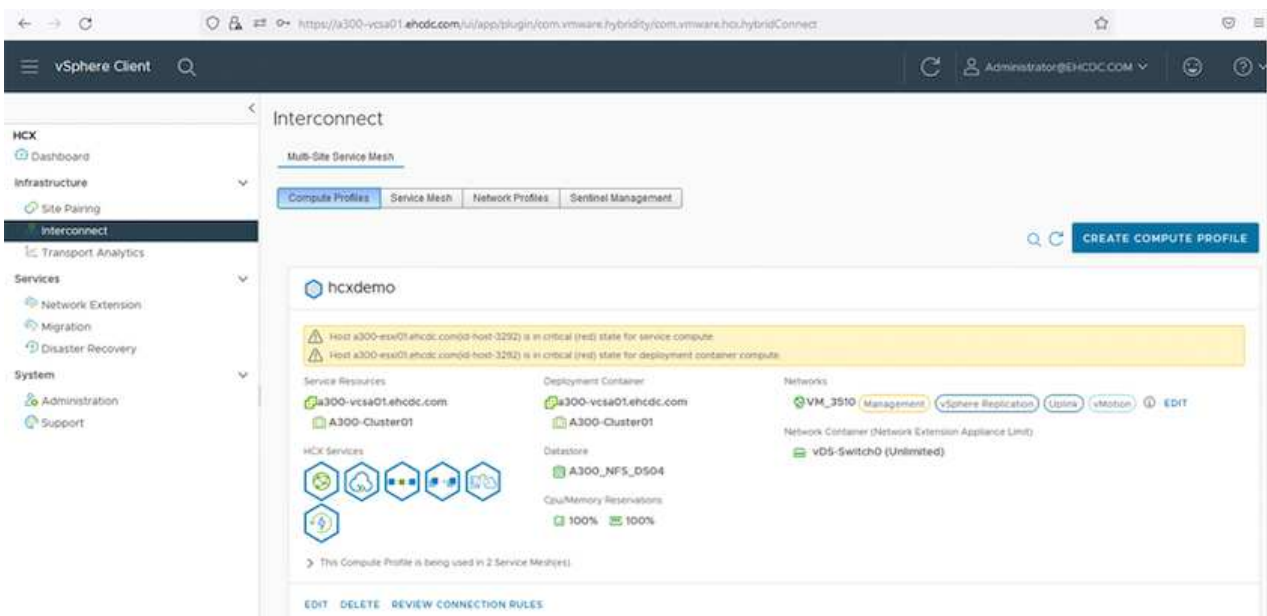 https://a300-vcsa01.ehcdc.com/ui/app/plugin/com.vmware.hybridity/com.vmware.hcx.hybridConnect
vSphere Client
Administrator@EHCDC.COM
Interconnect
HCX
Dashboard
Infrastructure
Site Pairing
Interconnect
Transport Analytics
Services
Network Extension
Migration
Disaster Recovery
System
Administration
Support
Multi-Site Service Mesh
Compute Profiles Service Mesh Network Profiles Sentinel Management
CREATE COMPUTE PROFILE
hcxdemo
Host a300-esxi01.ehcdc.com(id-host-3292) is in critical (red) state for service compute.
Host a300-esxi01.ehcdc.com(id-host-3292) is in critical (red) state for deployment container compute.
Service Resources
a300-vcsa01.ehcdc.com
A300-Cluster01
HCX Services
Deployment Container
a300-vcsa01.ehcdc.com
A300-Cluster01
Datastore
A300_NFS_DS04
Cpu/Memory Reservations
100% 100%
Networks
VM_3510 Management vSphere Replication Uplink vMotion EDIT
Network Container (Network Extension Appliance Limit)
vDS-Switch0 (Unlimited)
This Compute Profile is being used in 2 Service Mesh(es).
EDIT DELETE REVIEW CONNECTION RULES